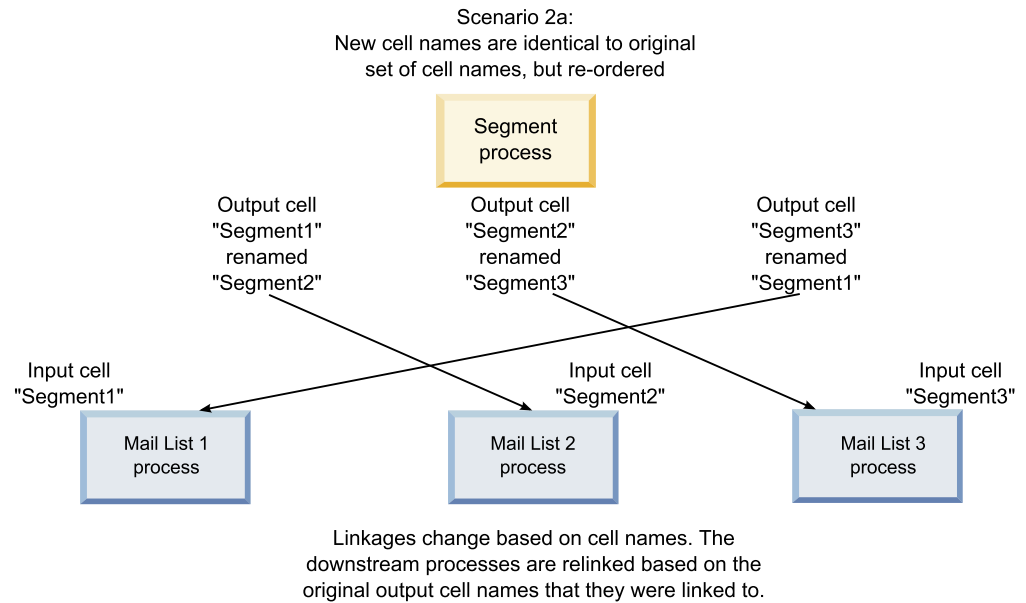 Scenario 2a:
New cell names are identical to original
set of cell names, but re-ordered
Segment
process
Output cell
"Segment1"
renamed
"Segment2"
Output cell
"Segment2"
renamed
"Segment3"
Output cell
"Segment3"
renamed
"Segment1"
Input cell
"Segment1"
Input cell
"Segment2"
Input cell
"Segment3"
Mail List 1
process
Mail List 2
process
Mail List 3
process
Linkages change based on cell names. The
downstream processes are relinked based on the
original output cell names that they were linked to.